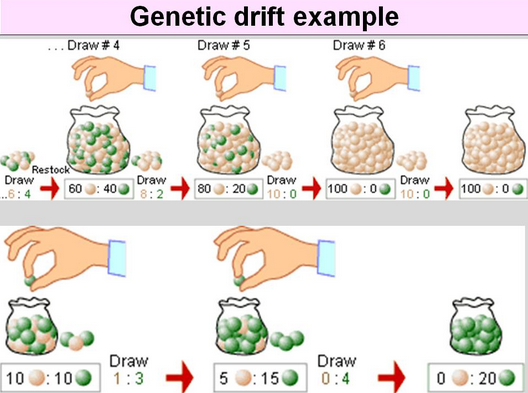 Genetic drift example
... Draw # 4
Draw # 5
Draw # 6
Restock
Draw
...6 : 4
60 : 40
Draw
8 : 2
80 : 20
Draw
10 : 0
100 : 0
Draw
10 : 0
100 : 0
10 : 10
Draw
1 : 3
5 : 15
Draw
0 : 4
0 : 20